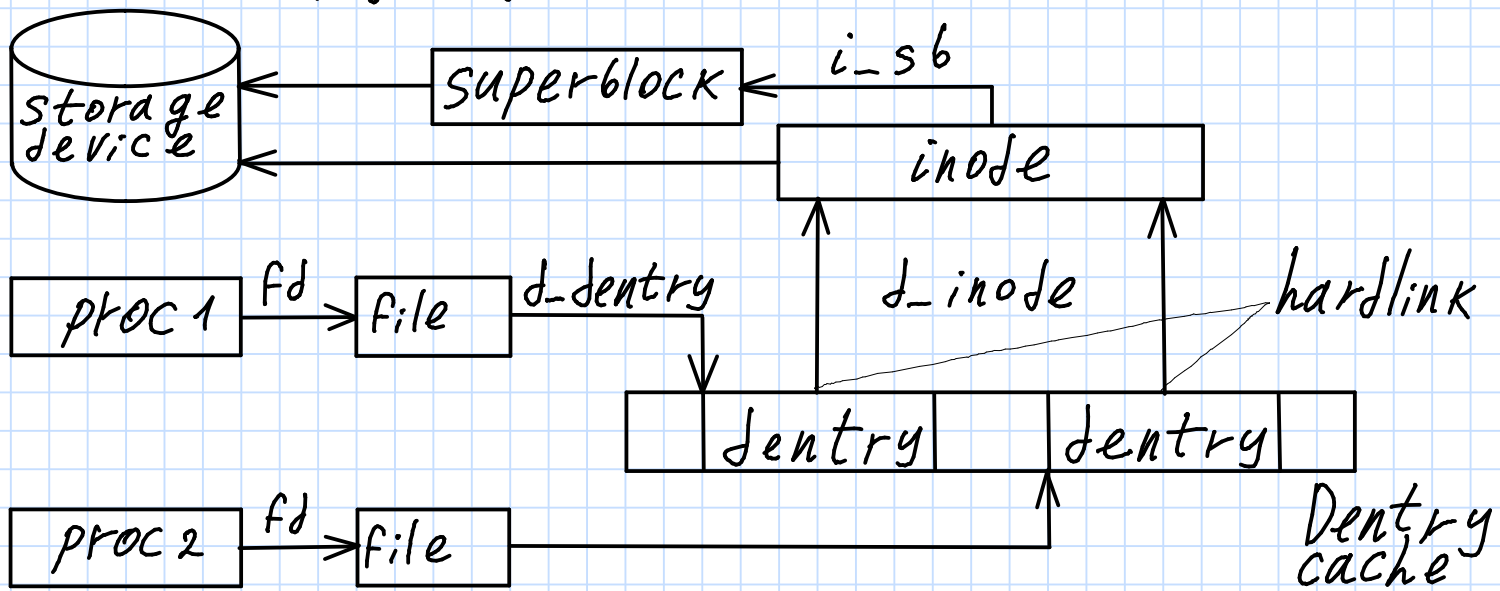 i_sb
superblock
storage
device
inode
fd
d_dentry
d_inode
hardlink
proc 1
file
dentry
dentry
fd
proc 2
file
Dentry
cache